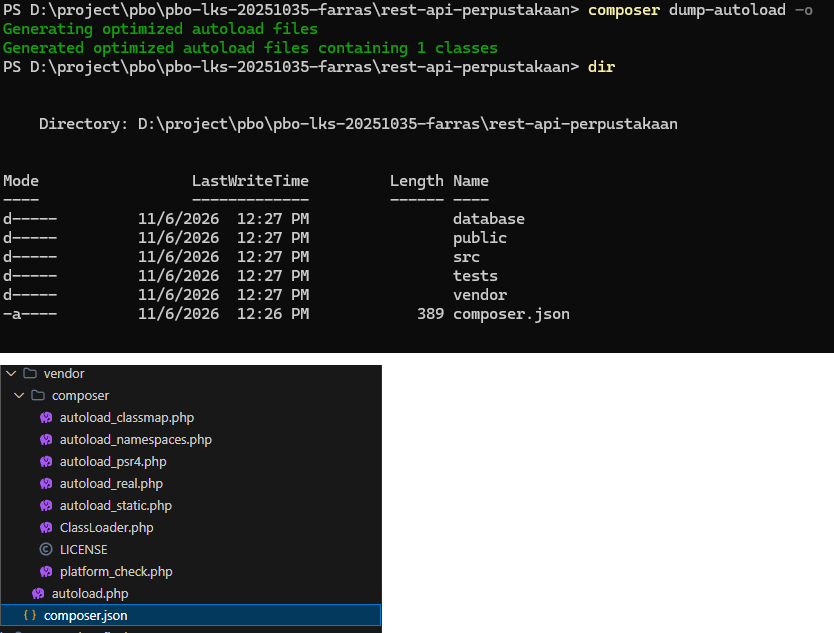 PS D:\project\pbo\pbo-lks-20251035-farras\rest-api-perpustakaan> composer dump-autoload -o
Generating optimized autoload files
Generated optimized autoload files containing 1 classes
PS D:\project\pbo\pbo-lks-20251035-farras\rest-api-perpustakaan> dir
Directory: D:\project\pbo\pbo-lks-20251035-farras\rest-api-perpustakaan
Mode LastWriteTime Length Name
---- ------------- ------ ----
d----- 11/6/2026 12:27 PM database
d----- 11/6/2026 12:27 PM public
d----- 11/6/2026 12:27 PM src
d----- 11/6/2026 12:27 PM tests
d----- 11/6/2026 12:27 PM vendor
-a---- 11/6/2026 12:26 PM 389 composer.json
vendor
composer
autoload_classmap.php
autoload_namespaces.php
autoload_psr4.php
autoload_real.php
autoload_static.php
ClassLoader.php
LICENSE
platform_check.php
autoload.php
composer.json